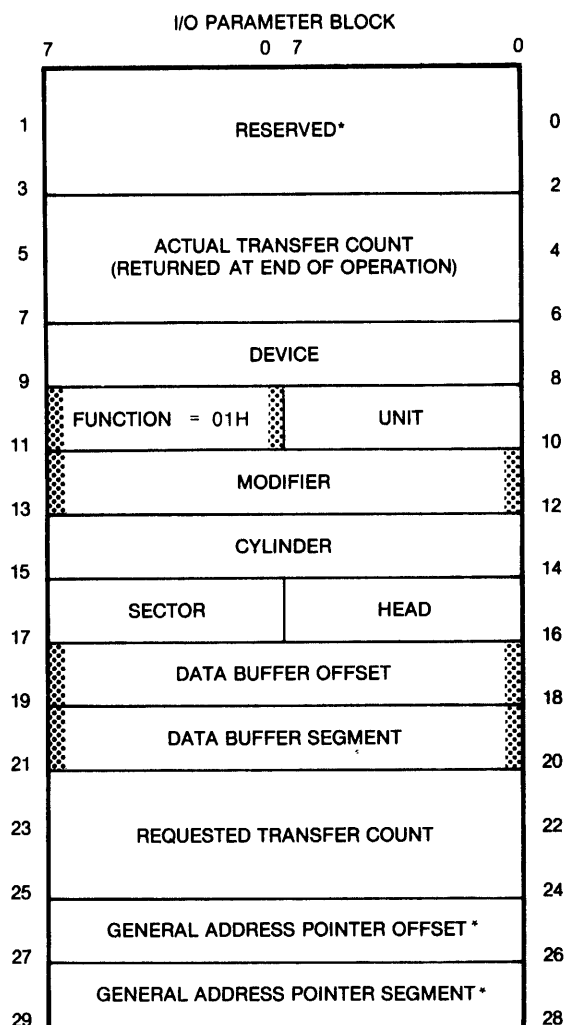 I/O PARAMETER BLOCK
7 0 7 0
1 RESERVED* 0
3 2
5 ACTUAL TRANSFER COUNT 4
(RETURNED AT END OF OPERATION)
7 6
DEVICE
9 8
FUNCTION = 01H UNIT
11 10
MODIFIER
13 12
CYLINDER
15 14
SECTOR HEAD
17 16
DATA BUFFER OFFSET
19 18
DATA BUFFER SEGMENT
21 20
23 REQUESTED TRANSFER COUNT 22
25 24
GENERAL ADDRESS POINTER OFFSET*
27 26
GENERAL ADDRESS POINTER SEGMENT*
29 28